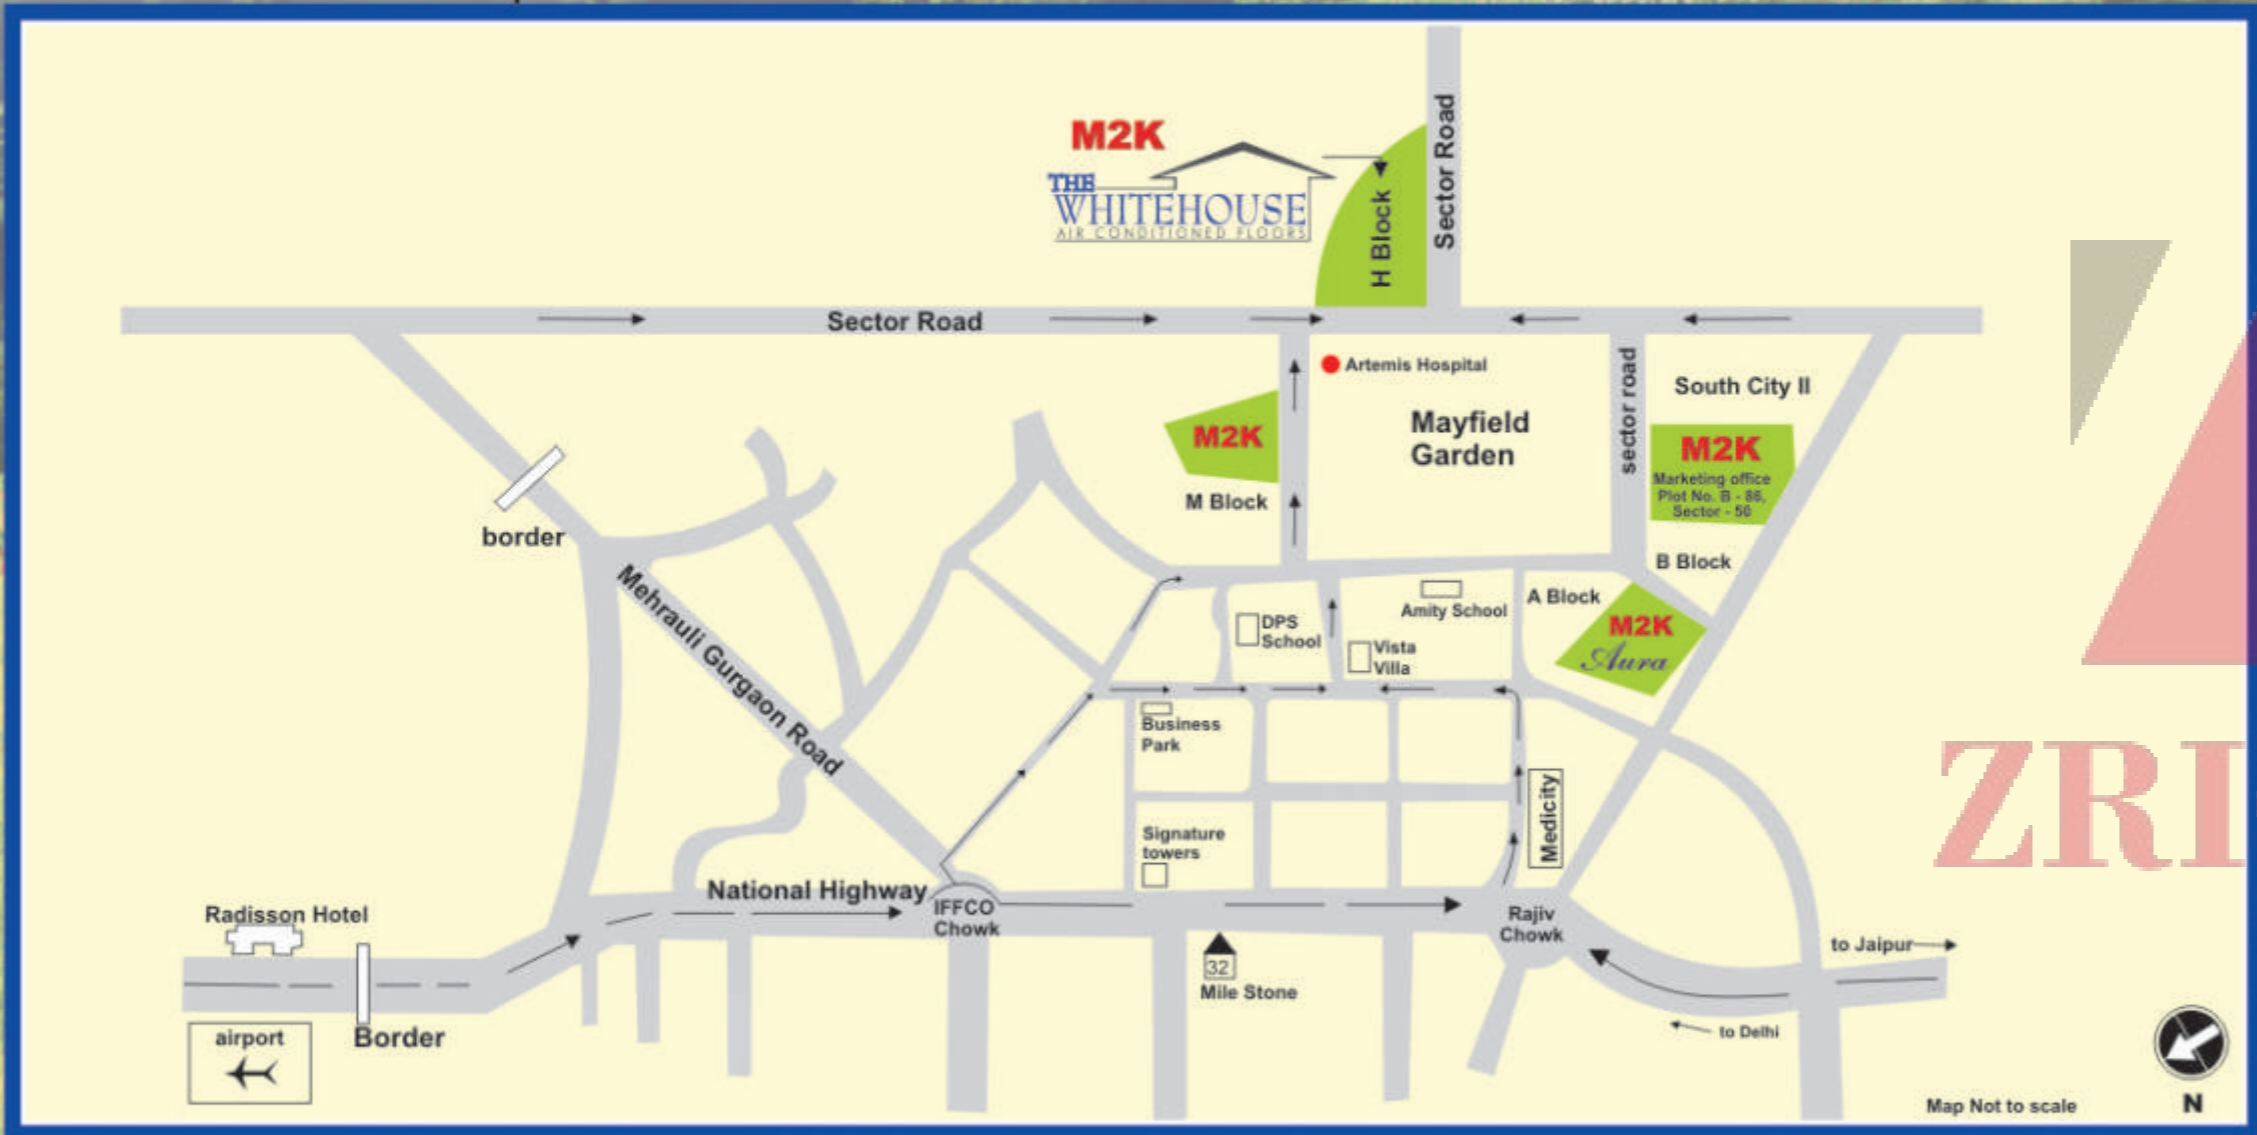 M2K
THE
WHITEHOUSE
AIR CONDITIONED FLOORS
H Block
Sector Road
Sector Road
Artemis Hospital
Mayfield
Garden
sector road
South City II
M2K
Marketing office
Plot No. B - 86,
Sector - 50
B Block
M2K
M Block
border
Mehrauli Gurgaon Road
DPS
School
Vista
Villa
Amity School
A Block
M2K
Aura
Business
Park
Signature
towers
Medicity
National Highway
IFFCO
Chowk
Rajiv
Chowk
Radisson Hotel
Border
airport
32
Mile Stone
to Jaipur
to Delhi
Map Not to scale
N
ZRI